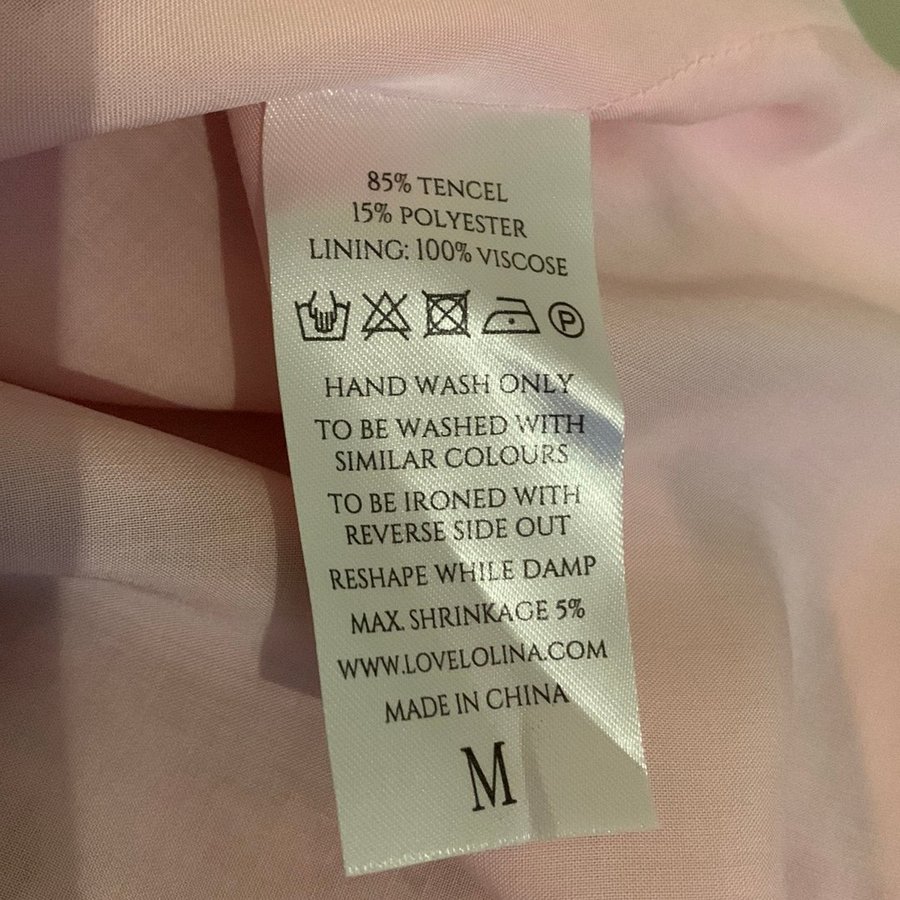 85% TENCEL
15% POLYESTER
LINING: 100% VISCOSE
P
HAND WASH ONLY
TO BE WASHED WITH
SIMILAR COLOURS
TO BE IRONED WITH
REVERSE SIDE OUT
RESHAPE WHILE DAMP
MAX. SHRINKAGE 5%
WWW.LOVELOLINA.COM
MADE IN CHINA
M